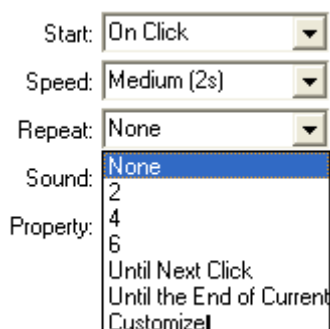 Start: On Click
Speed: Medium (2s)
Repeat: None
None
Sound:
2
4
Property:
6
Until Next Click
Until the End of Current
Customize